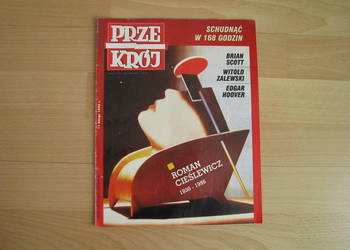 PRZE
KRÓJ
SCHUDNĄĆ
W 168 GODZIN
BRIAN
SCOTT
WITOLD
ZALEWSKI
EDGAR
HOOVER
ROMAN
CIEŚLEWICZ
1930 - 1996